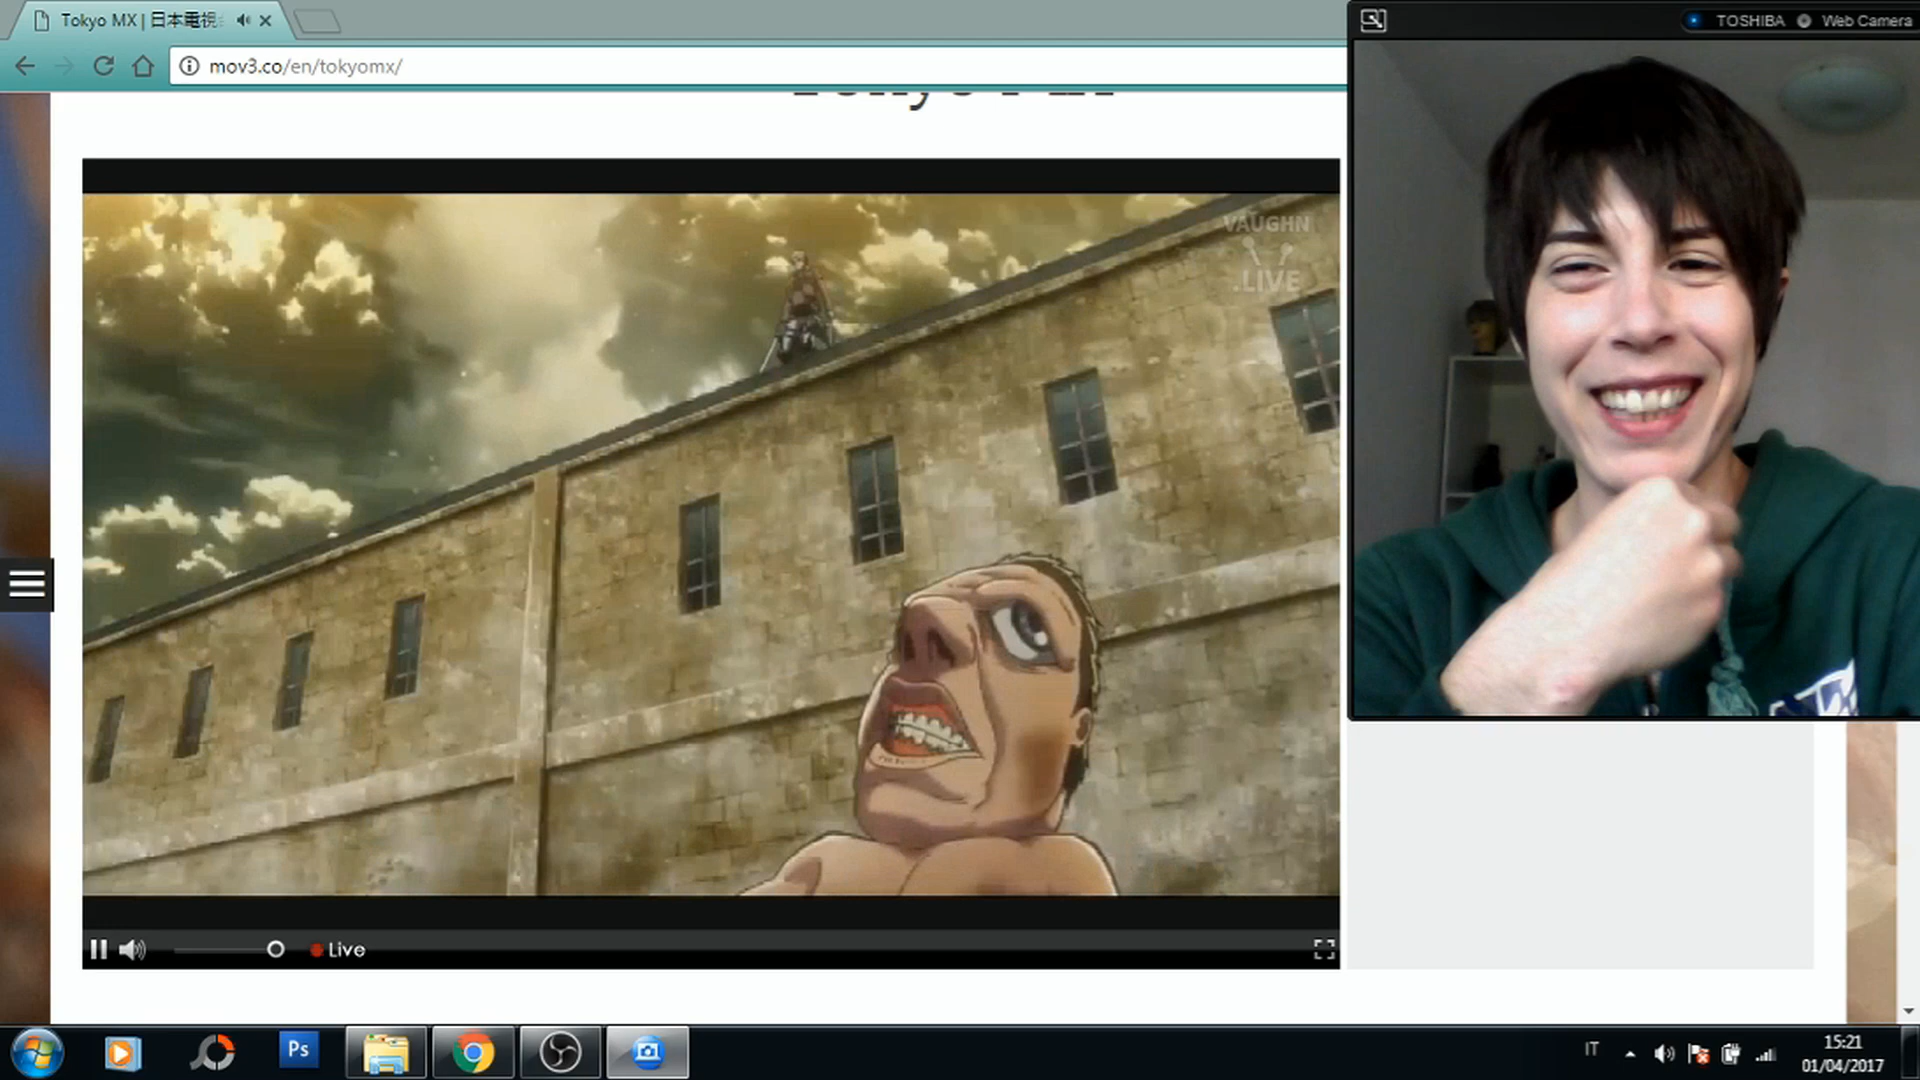 Tokyo MX | 日本電視
TOSHIBA Web Camera
mov3.co/en/tokyomx/
VAUGHN
.LIVE
Live
Ps
IT
15:21
01/04/2017